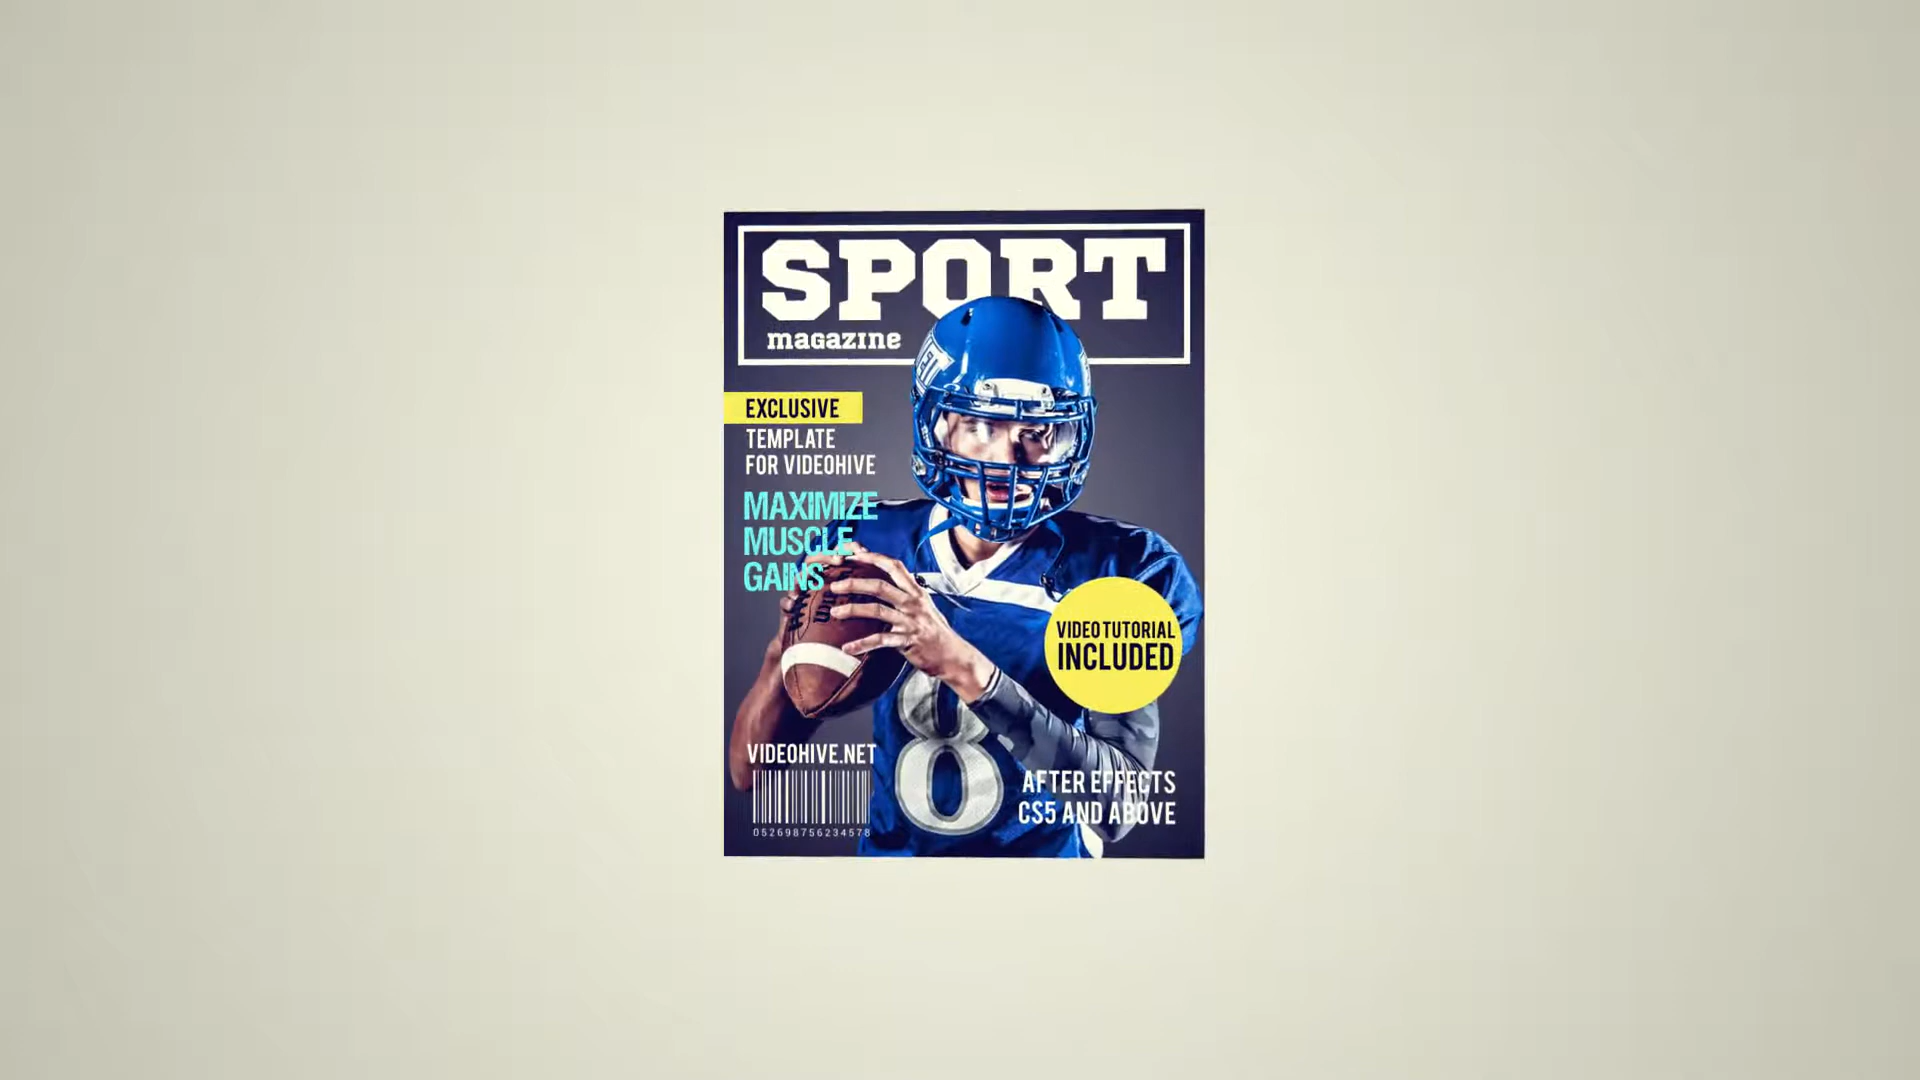 SPORT
magazine
EXCLUSIVE
TEMPLATE
FOR VIDEOHIVE
MAXIMIZE
MUSCLE
GAINS
VIDEO TUTORIAL
INCLUDED
8
VIDEOHIVE.NET
052698756234578
AFTER EFFECTS
CS5 AND ABOVE